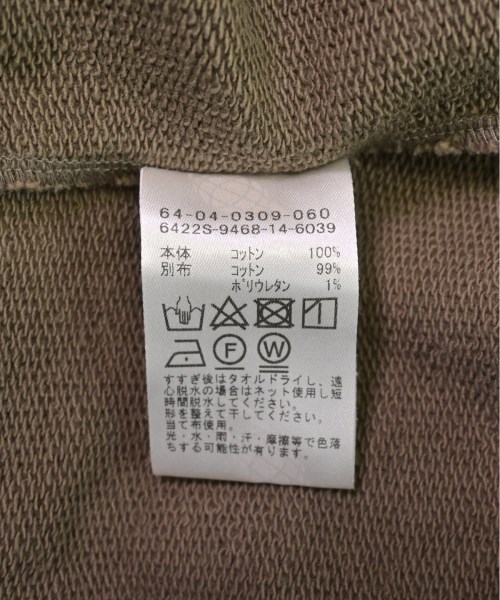 64-04-0309-060
6422S-9468-14-6039
本体 コットン 100%
別布 コットン 99%
ポリウレタン 1%
F W
すすぎ後はタオルドライし、遠
心脱水の場合はネット使用し短
時間脱水してください。
形を整えて干してください。
当て布使用。
光・水・雨・汗・摩擦等で色落
ちする可能性が有ります。